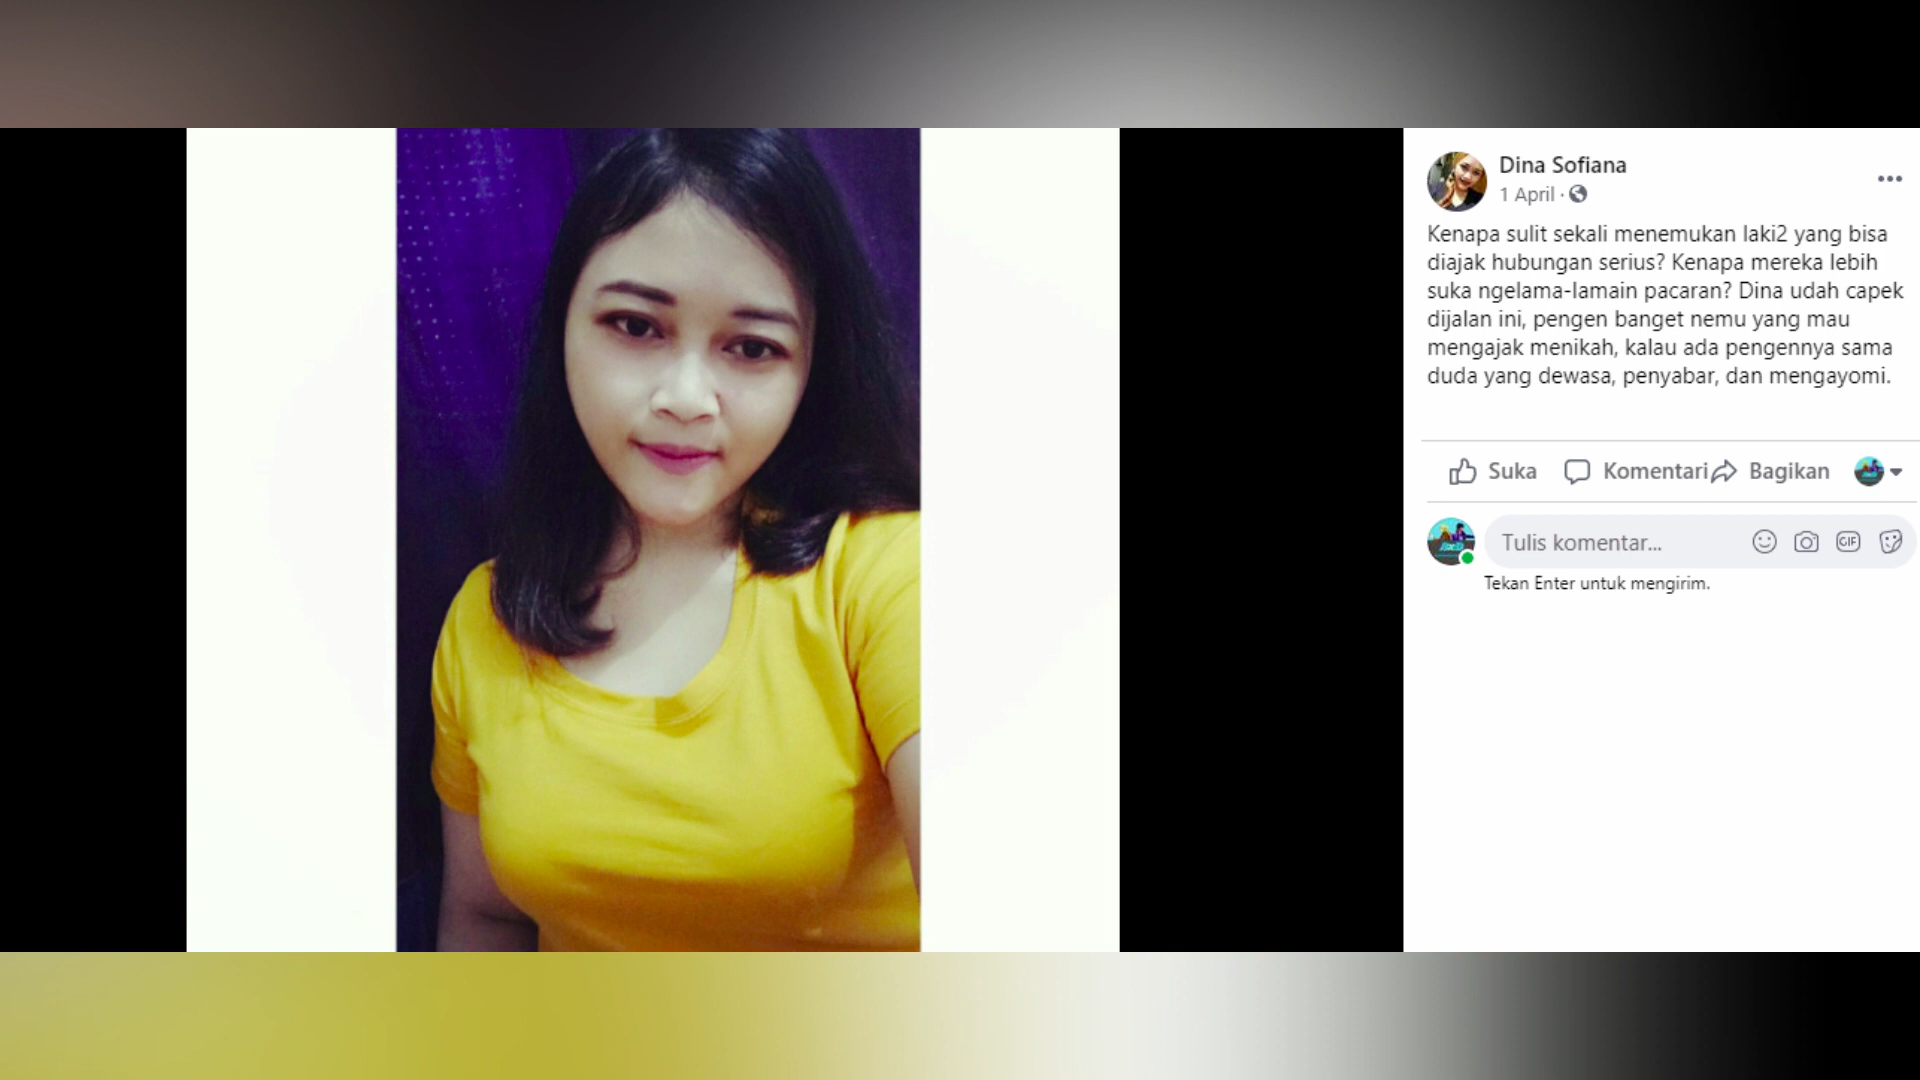 Dina Sofiana
1 April ·
Kenapa sulit sekali menemukan laki2 yang bisa
diajak hubungan serius? Kenapa mereka lebih
suka ngelama-lamain pacaran? Dina udah capek
dijalan ini, pengen banget nemu yang mau
mengajak menikah, kalau ada pengennya sama
duda yang dewasa, penyabar, dan mengayomi.
Suka Komentari Bagikan
Tulis komentar... GIF
Tekan Enter untuk mengirim.